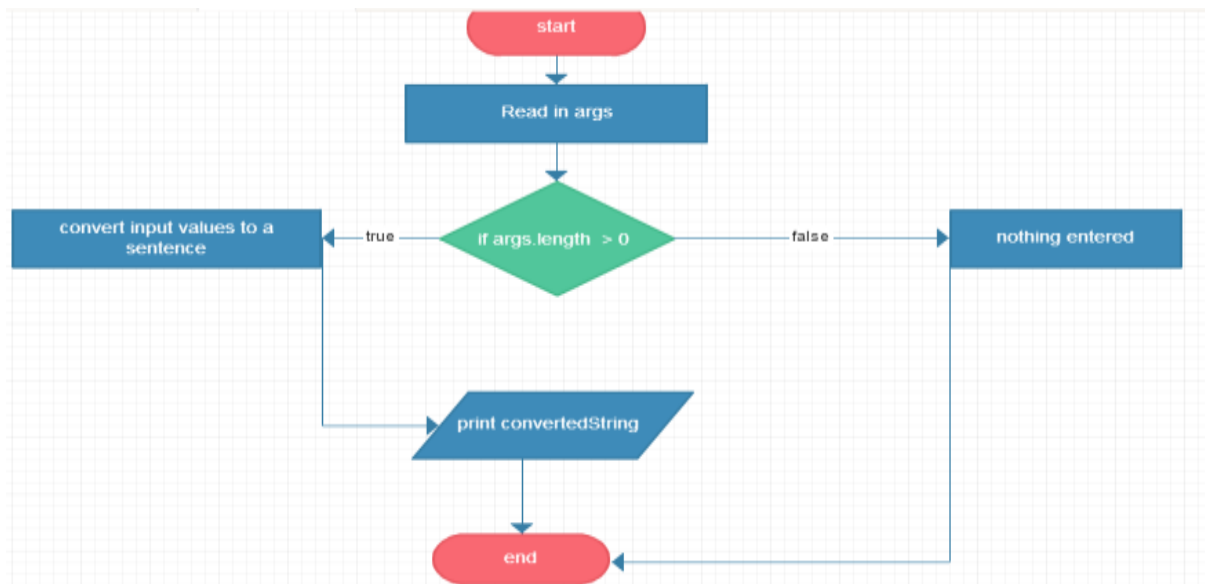 start
Read in args
if args.length > 0
true
false
convert input values to a
sentence
nothing entered
print convertedString
end